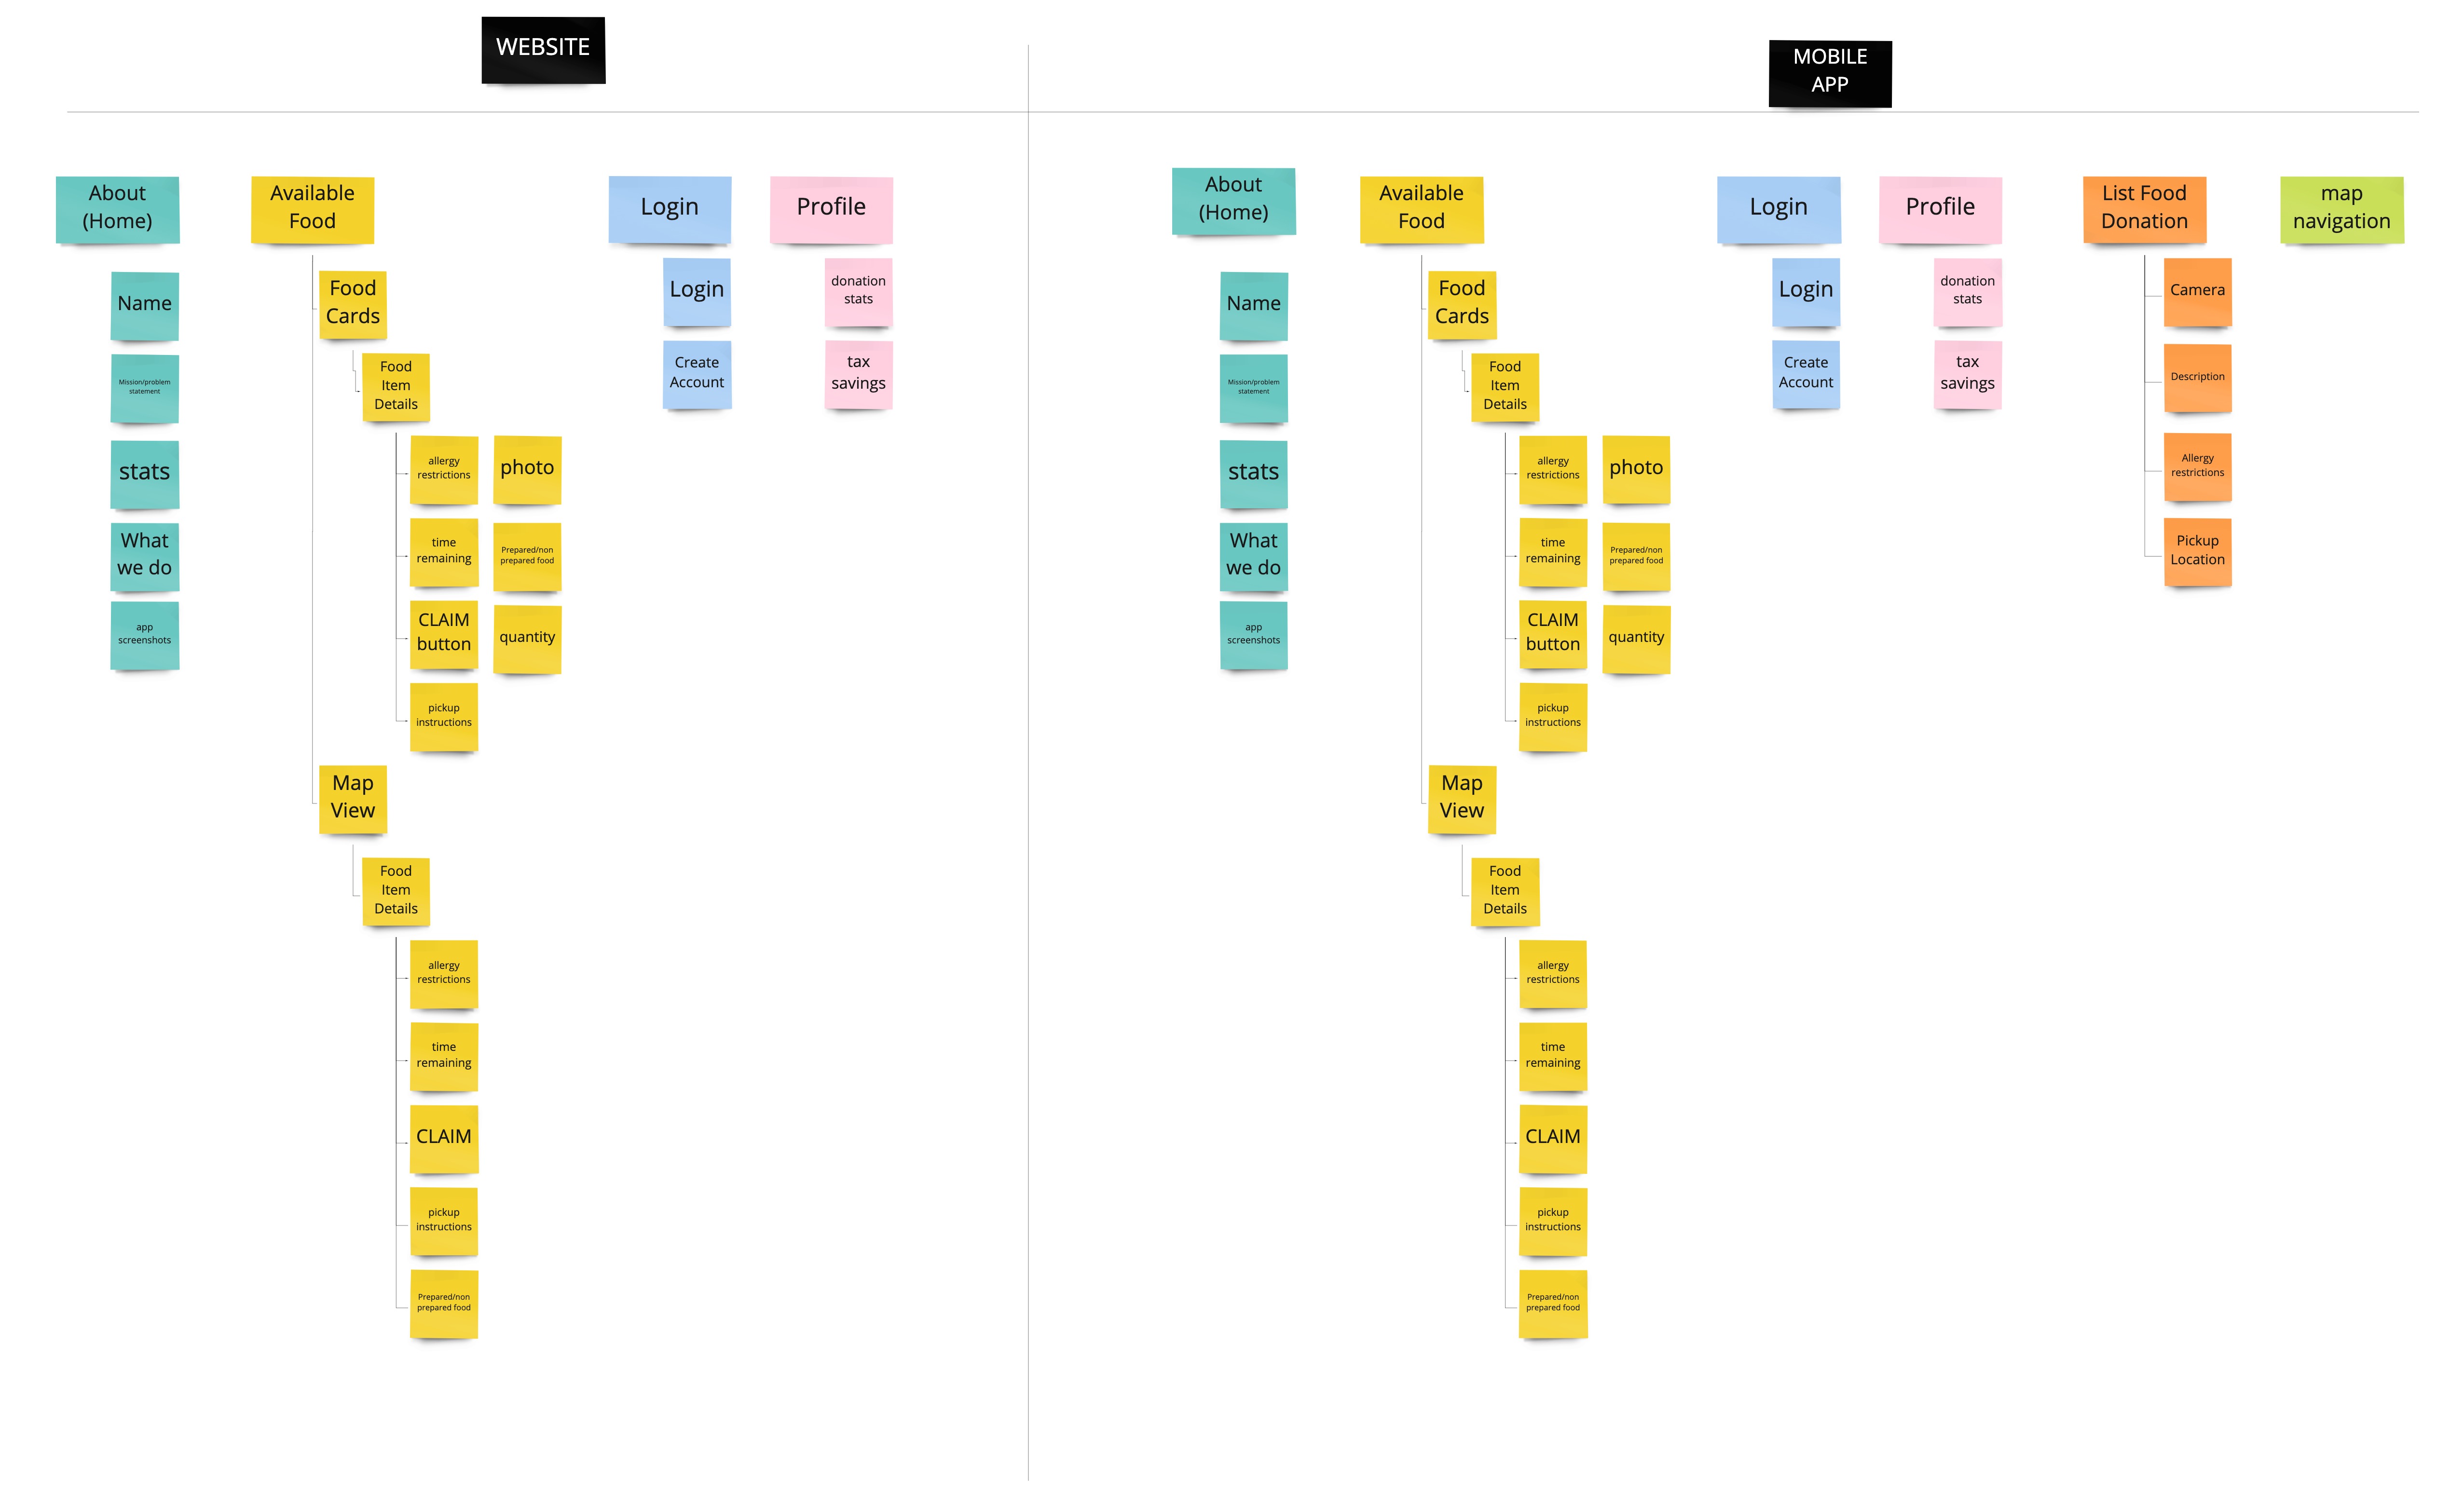 WEBSITE
About
(Home)
Name
Mission/problem
statement
stats
What
we do
app
screenshots
Available
Food
Food
Cards
Food
Item
Details
allergy
restrictions
photo
time
remaining
Prepared/non
prepared food
CLAIM
button
quantity
pickup
instructions
Map
View
Food
Item
Details
allergy
restrictions
time
remaining
CLAIM
pickup
instructions
Prepared/non
prepared food
Login
Login
Create
Account
Profile
donation
stats
tax
savings
MOBILE
APP
About
(Home)
Name
Mission/problem
statement
stats
What
we do
app
screenshots
Available
Food
Food
Cards
Food
Item
Details
allergy
restrictions
photo
time
remaining
Prepared/non
prepared food
CLAIM
button
quantity
pickup
instructions
Map
View
Food
Item
Details
allergy
restrictions
time
remaining
CLAIM
pickup
instructions
Prepared/non
prepared food
Login
Login
Create
Account
Profile
donation
stats
tax
savings
List Food
Donation
Camera
Description
Allergy
restrictions
Pickup
Location
map
navigation